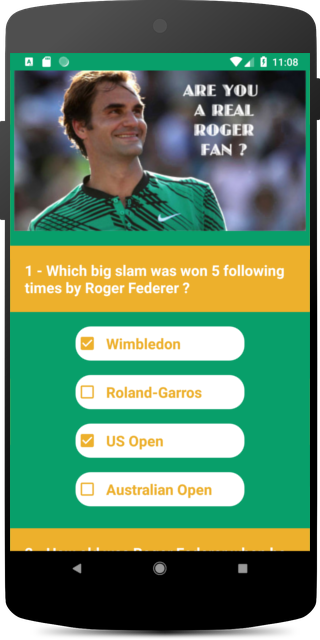 11:08
ARE YOU
A REAL
ROGER
FAN ?
1 - Which big slam was won 5 following
times by Roger Federer ?
Wimbledon
Roland-Garros
US Open
Australian Open